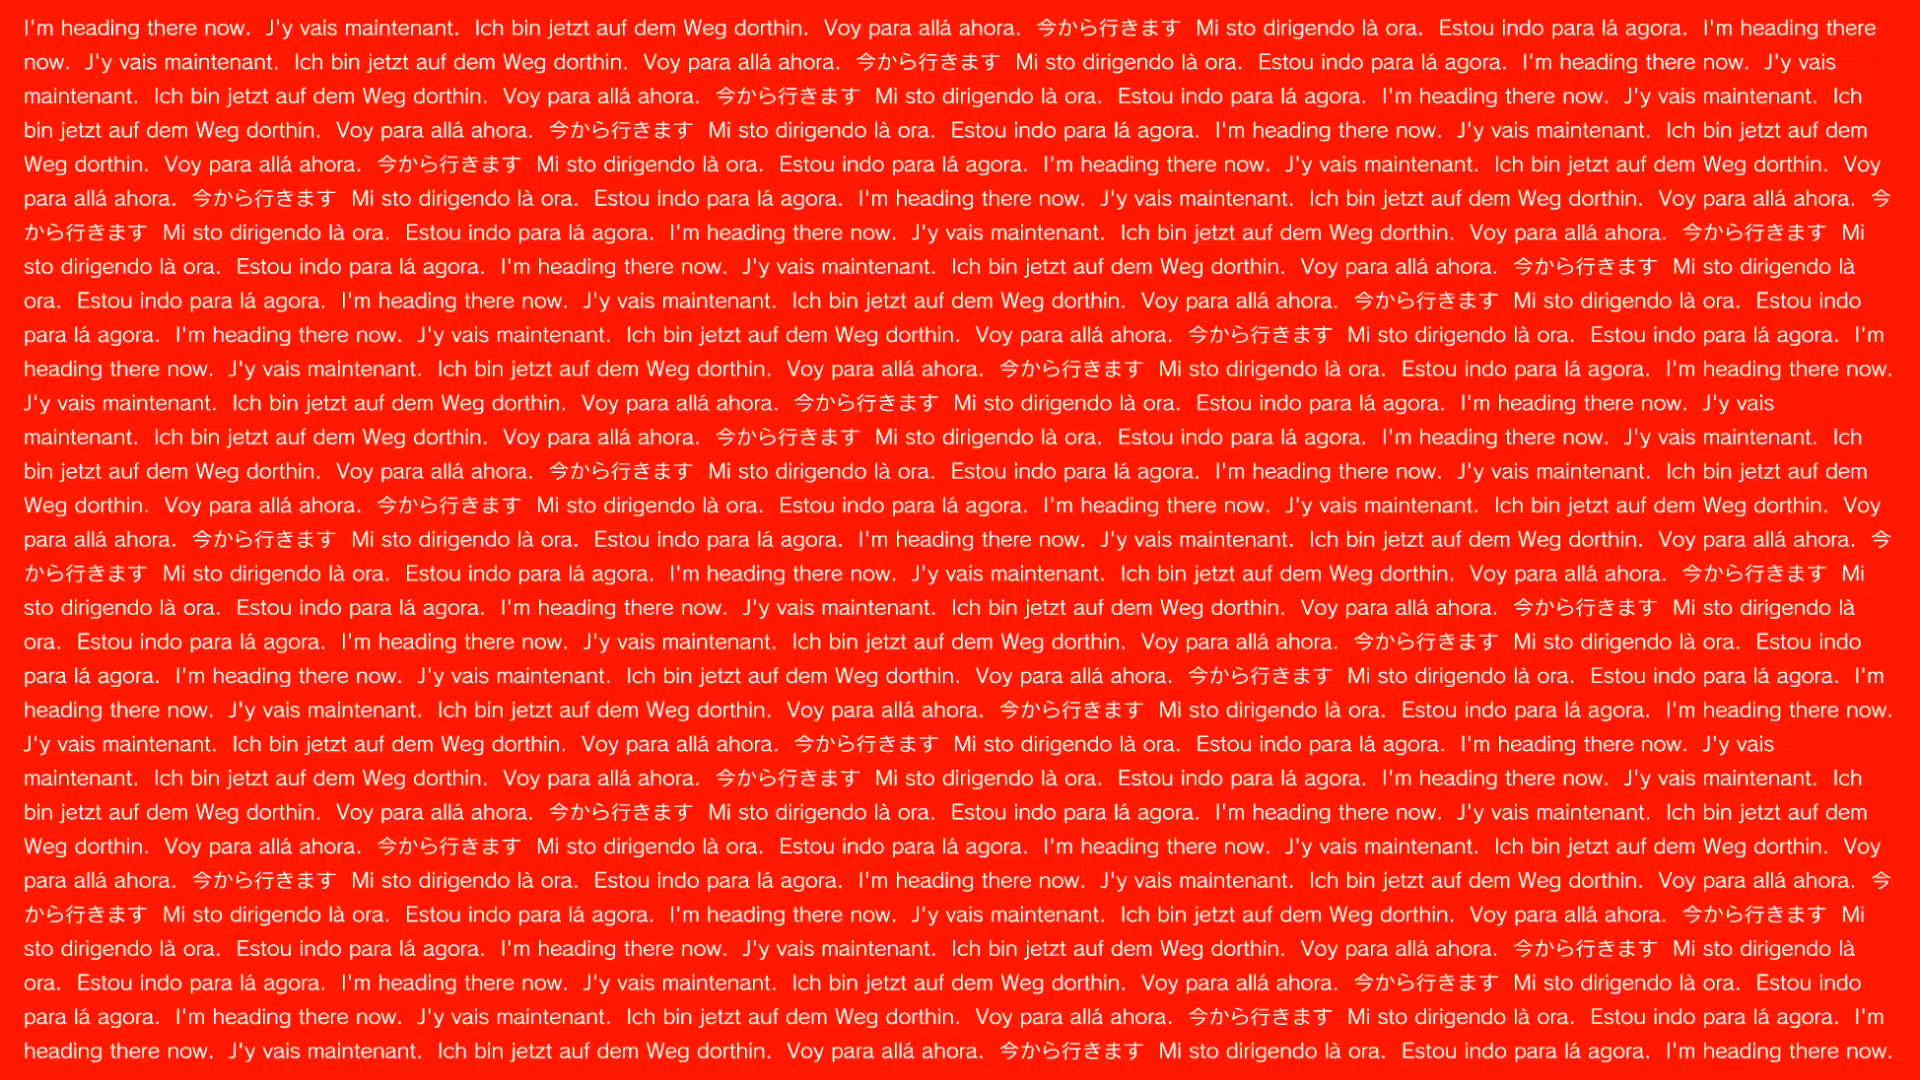 I'm heading there now.  J'y vais maintenant.  Ich bin jetzt auf dem Weg dorthin.  Voy para allá ahora.  今から行きます  Mi sto dirigendo là ora.  Estou indo para lá agora.  I'm heading there
now.  J'y vais maintenant.  Ich bin jetzt auf dem Weg dorthin.  Voy para allá ahora.  今から行きます  Mi sto dirigendo là ora.  Estou indo para lá agora.  I'm heading there now.  J'y vais
maintenant.  Ich bin jetzt auf dem Weg dorthin.  Voy para allá ahora.  今から行きます  Mi sto dirigendo là ora.  Estou indo para lá agora.  I'm heading there now.  J'y vais maintenant.  Ich
bin jetzt auf dem Weg dorthin.  Voy para allá ahora.  今から行きます  Mi sto dirigendo là ora.  Estou indo para lá agora.  I'm heading there now.  J'y vais maintenant.  Ich bin jetzt auf dem
Weg dorthin.  Voy para allá ahora.  今から行きます  Mi sto dirigendo là ora.  Estou indo para lá agora.  I'm heading there now.  J'y vais maintenant.  Ich bin jetzt auf dem Weg dorthin.  Voy
para allá ahora.  今から行きます  Mi sto dirigendo là ora.  Estou indo para lá agora.  I'm heading there now.  J'y vais maintenant.  Ich bin jetzt auf dem Weg dorthin.  Voy para allá ahora.  今
から行きます  Mi sto dirigendo là ora.  Estou indo para lá agora.  I'm heading there now.  J'y vais maintenant.  Ich bin jetzt auf dem Weg dorthin.  Voy para allá ahora.  今から行きます  Mi
sto dirigendo là ora.  Estou indo para lá agora.  I'm heading there now.  J'y vais maintenant.  Ich bin jetzt auf dem Weg dorthin.  Voy para allá ahora.  今から行きます  Mi sto dirigendo là
ora.  Estou indo para lá agora.  I'm heading there now.  J'y vais maintenant.  Ich bin jetzt auf dem Weg dorthin.  Voy para allá ahora.  今から行きます  Mi sto dirigendo là ora.  Estou indo
para lá agora.  I'm heading there now.  J'y vais maintenant.  Ich bin jetzt auf dem Weg dorthin.  Voy para allá ahora.  今から行きます  Mi sto dirigendo là ora.  Estou indo para lá agora.  I'm
heading there now.  J'y vais maintenant.  Ich bin jetzt auf dem Weg dorthin.  Voy para allá ahora.  今から行きます  Mi sto dirigendo là ora.  Estou indo para lá agora.  I'm heading there now.
J'y vais maintenant.  Ich bin jetzt auf dem Weg dorthin.  Voy para allá ahora.  今から行きます  Mi sto dirigendo là ora.  Estou indo para lá agora.  I'm heading there now.  J'y vais
maintenant.  Ich bin jetzt auf dem Weg dorthin.  Voy para allá ahora.  今から行きます  Mi sto dirigendo là ora.  Estou indo para lá agora.  I'm heading there now.  J'y vais maintenant.  Ich
bin jetzt auf dem Weg dorthin.  Voy para allá ahora.  今から行きます  Mi sto dirigendo là ora.  Estou indo para lá agora.  I'm heading there now.  J'y vais maintenant.  Ich bin jetzt auf dem
Weg dorthin.  Voy para allá ahora.  今から行きます  Mi sto dirigendo là ora.  Estou indo para lá agora.  I'm heading there now.  J'y vais maintenant.  Ich bin jetzt auf dem Weg dorthin.  Voy
para allá ahora.  今から行きます  Mi sto dirigendo là ora.  Estou indo para lá agora.  I'm heading there now.  J'y vais maintenant.  Ich bin jetzt auf dem Weg dorthin.  Voy para allá ahora.  今
から行きます  Mi sto dirigendo là ora.  Estou indo para lá agora.  I'm heading there now.  J'y vais maintenant.  Ich bin jetzt auf dem Weg dorthin.  Voy para allá ahora.  今から行きます  Mi
sto dirigendo là ora.  Estou indo para lá agora.  I'm heading there now.  J'y vais maintenant.  Ich bin jetzt auf dem Weg dorthin.  Voy para allá ahora.  今から行きます  Mi sto dirigendo là
ora.  Estou indo para lá agora.  I'm heading there now.  J'y vais maintenant.  Ich bin jetzt auf dem Weg dorthin.  Voy para allá ahora.  今から行きます  Mi sto dirigendo là ora.  Estou indo
para lá agora.  I'm heading there now.  J'y vais maintenant.  Ich bin jetzt auf dem Weg dorthin.  Voy para allá ahora.  今から行きます  Mi sto dirigendo là ora.  Estou indo para lá agora.  I'm
heading there now.  J'y vais maintenant.  Ich bin jetzt auf dem Weg dorthin.  Voy para allá ahora.  今から行きます  Mi sto dirigendo là ora.  Estou indo para lá agora.  I'm heading there now.
J'y vais maintenant.  Ich bin jetzt auf dem Weg dorthin.  Voy para allá ahora.  今から行きます  Mi sto dirigendo là ora.  Estou indo para lá agora.  I'm heading there now.  J'y vais
maintenant.  Ich bin jetzt auf dem Weg dorthin.  Voy para allá ahora.  今から行きます  Mi sto dirigendo là ora.  Estou indo para lá agora.  I'm heading there now.  J'y vais maintenant.  Ich
bin jetzt auf dem Weg dorthin.  Voy para allá ahora.  今から行きます  Mi sto dirigendo là ora.  Estou indo para lá agora.  I'm heading there now.  J'y vais maintenant.  Ich bin jetzt auf dem
Weg dorthin.  Voy para allá ahora.  今から行きます  Mi sto dirigendo là ora.  Estou indo para lá agora.  I'm heading there now.  J'y vais maintenant.  Ich bin jetzt auf dem Weg dorthin.  Voy
para allá ahora.  今から行きます  Mi sto dirigendo là ora.  Estou indo para lá agora.  I'm heading there now.  J'y vais maintenant.  Ich bin jetzt auf dem Weg dorthin.  Voy para allá ahora.  今
から行きます  Mi sto dirigendo là ora.  Estou indo para lá agora.  I'm heading there now.  J'y vais maintenant.  Ich bin jetzt auf dem Weg dorthin.  Voy para allá ahora.  今から行きます  Mi
sto dirigendo là ora.  Estou indo para lá agora.  I'm heading there now.  J'y vais maintenant.  Ich bin jetzt auf dem Weg dorthin.  Voy para allá ahora.  今から行きます  Mi sto dirigendo là
ora.  Estou indo para lá agora.  I'm heading there now.  J'y vais maintenant.  Ich bin jetzt auf dem Weg dorthin.  Voy para allá ahora.  今から行きます  Mi sto dirigendo là ora.  Estou indo
para lá agora.  I'm heading there now.  J'y vais maintenant.  Ich bin jetzt auf dem Weg dorthin.  Voy para allá ahora.  今から行きます  Mi sto dirigendo là ora.  Estou indo para lá agora.  I'm
heading there now.  J'y vais maintenant.  Ich bin jetzt auf dem Weg dorthin.  Voy para allá ahora.  今から行きます  Mi sto dirigendo là ora.  Estou indo para lá agora.  I'm heading there now.